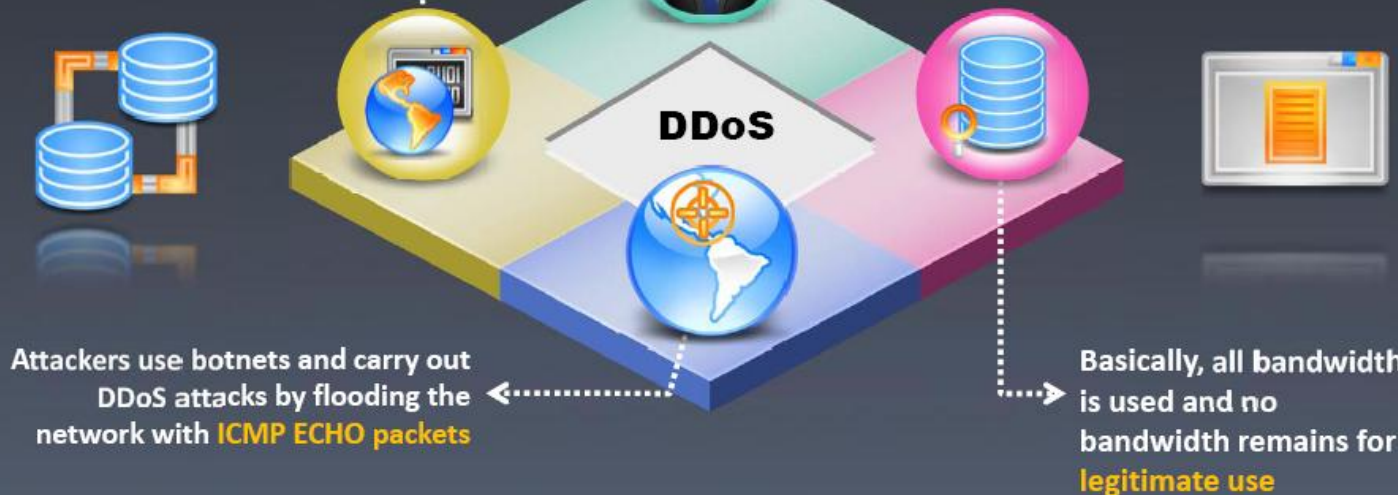 DDoS
Attackers use botnets and carry out
DDoS attacks by flooding the
network with ICMP ECHO packets
Basically, all bandwidth
is used and no
bandwidth remains for
legitimate use